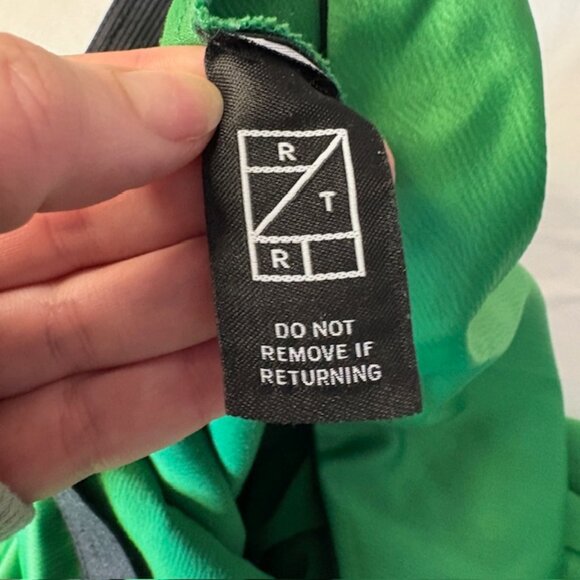 R
T
R
DO NOT
REMOVE IF
RETURNING